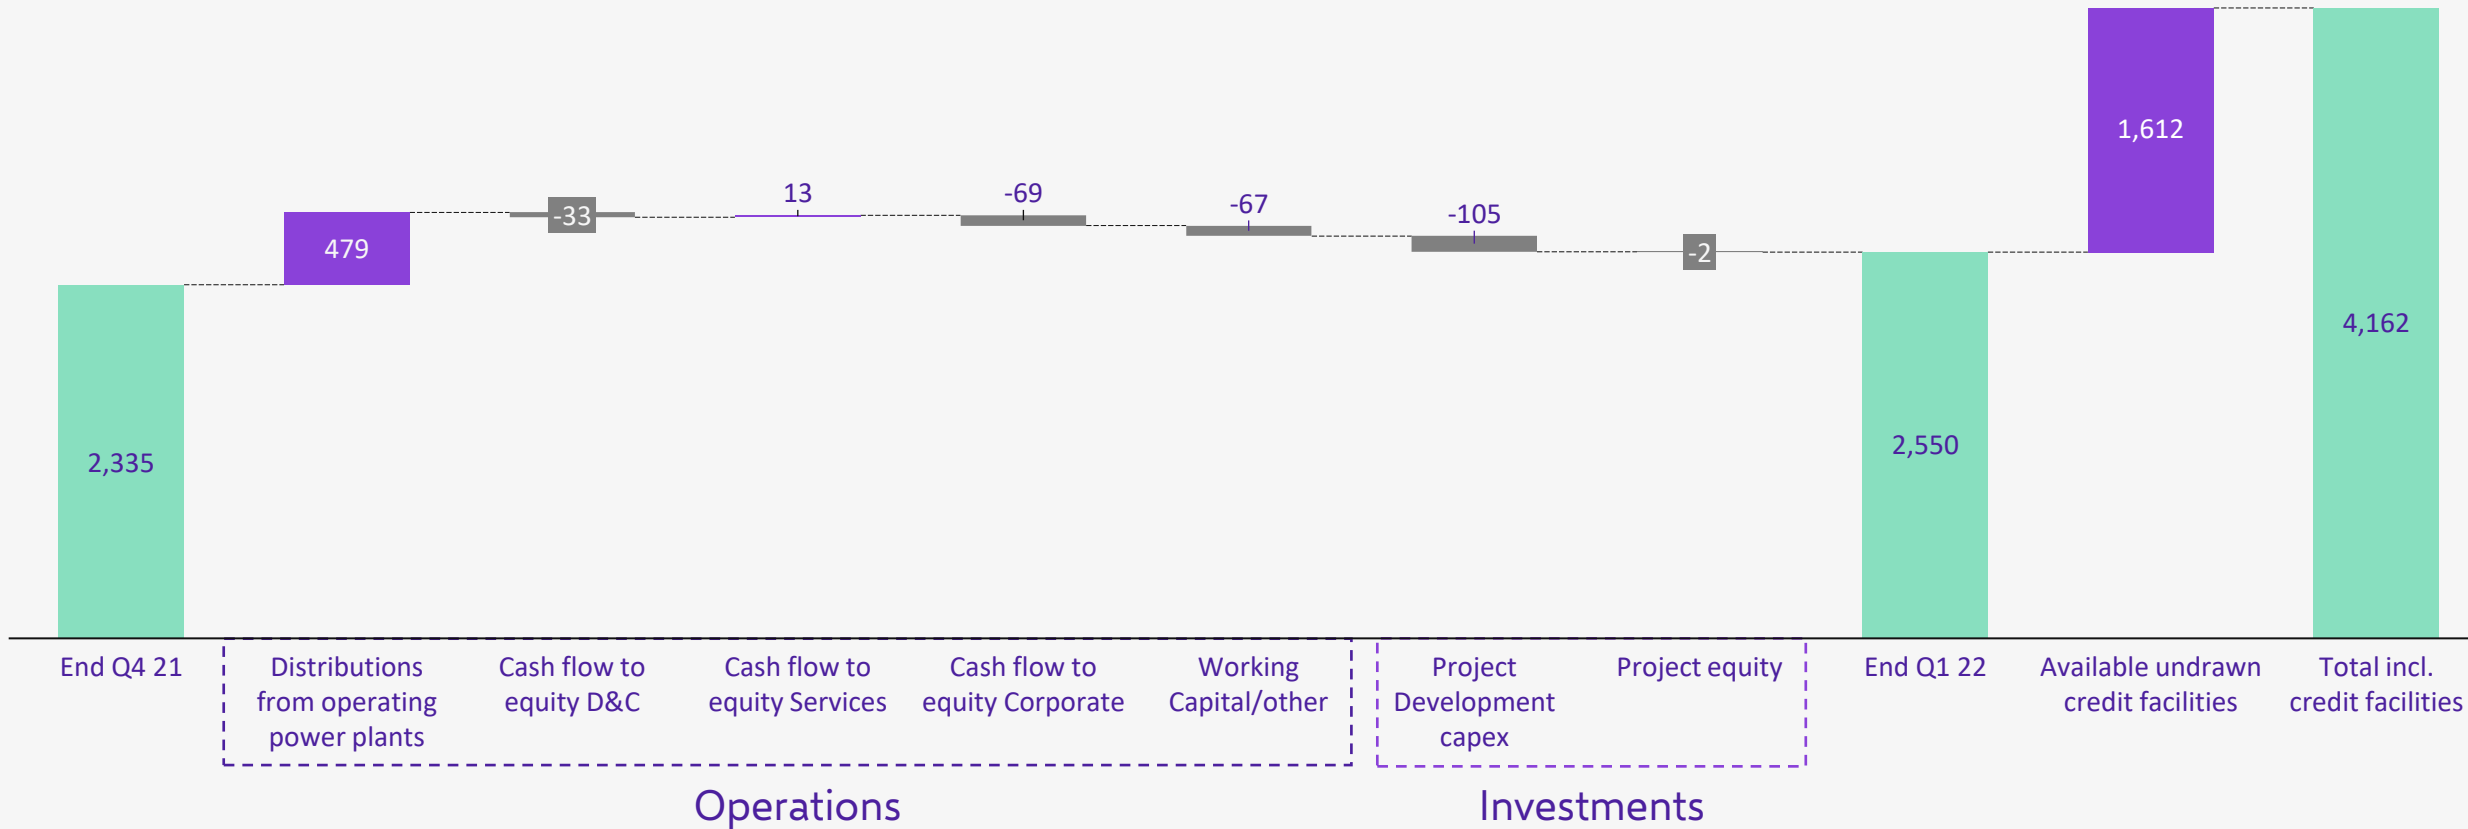 1,612
13
-69
-67
-105
-33
479
-2
4,162
2,335
2,550
End Q4 21
Distributions
from operating
power plants
Cash flow to
equity D&C
Cash flow to
equity Services
Cash flow to
equity Corporate
Working
Capital/other
Project
Development
capex
Project equity
End Q1 22
Available undrawn
credit facilities
Total incl.
credit facilities
Operations
Investments